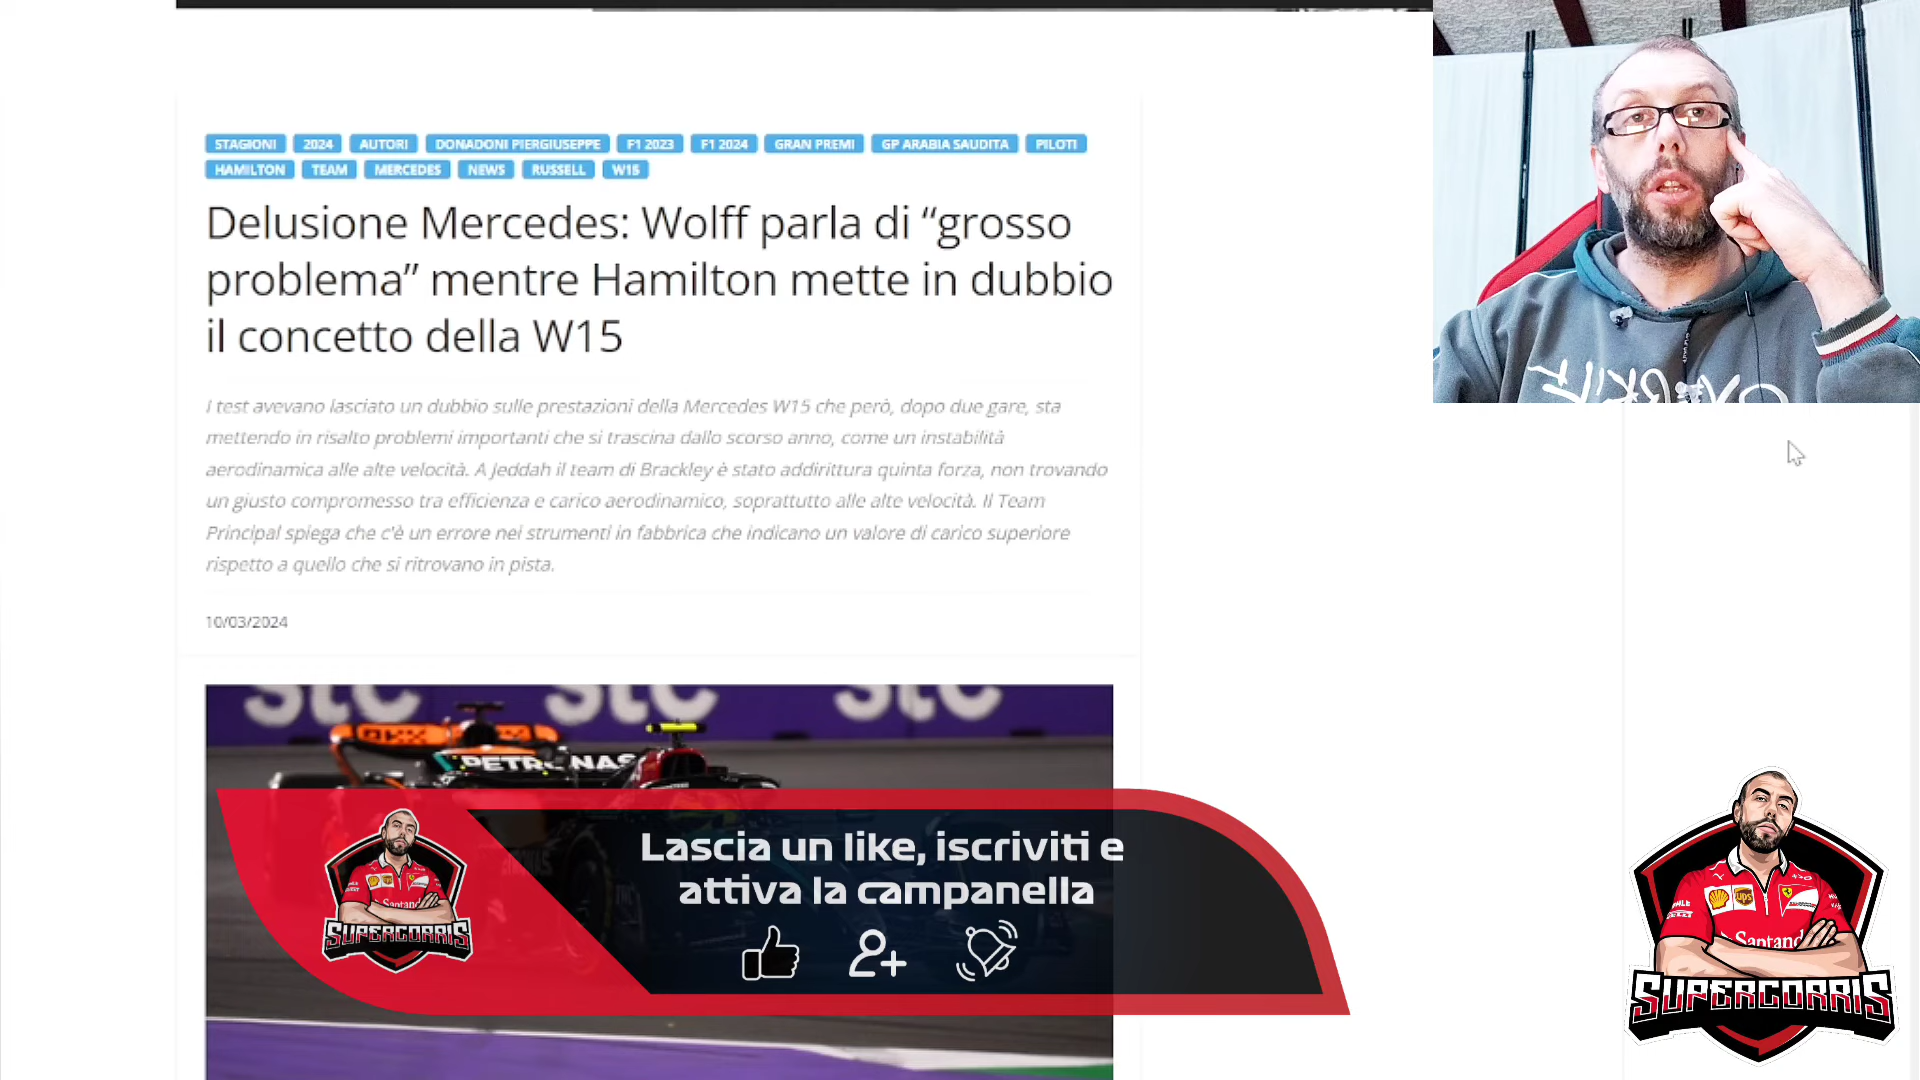 STAGIONI 2024 AUTORI DONADONI PIERGIUSEPPE F1 2023 F1 2024 GRAN PREMI GP ARABIA SAUDITA PILOTI
HAMILTON TEAM MERCEDES NEWS RUSSELL W15
Delusione Mercedes: Wolff parla di “grosso
problema” mentre Hamilton mette in dubbio
il concetto della W15
I test avevano lasciato un dubbio sulle prestazioni della Mercedes W15 che però, dopo due gare, sta
mettendo in risalto problemi importanti che si trascina dallo scorso anno, come un instabilità
aerodinamica alle alte velocità. A Jeddah il team di Brackley è stato addirittura quinta forza, non trovando
un giusto compromesso tra efficienza e carico aerodinamico, soprattutto alle alte velocità. Il Team
Principal spiega che c'è un errore nei strumenti in fabbrica che indicano un valore di carico superiore
rispetto a quello che si ritrovano in pista.
10/03/2024
stc stc stc
PETRONAS
Lascia un like, iscriviti e
attiva la campanella
Santand
SUPERCORRIS
ups
Santand
SUPERCORRIS